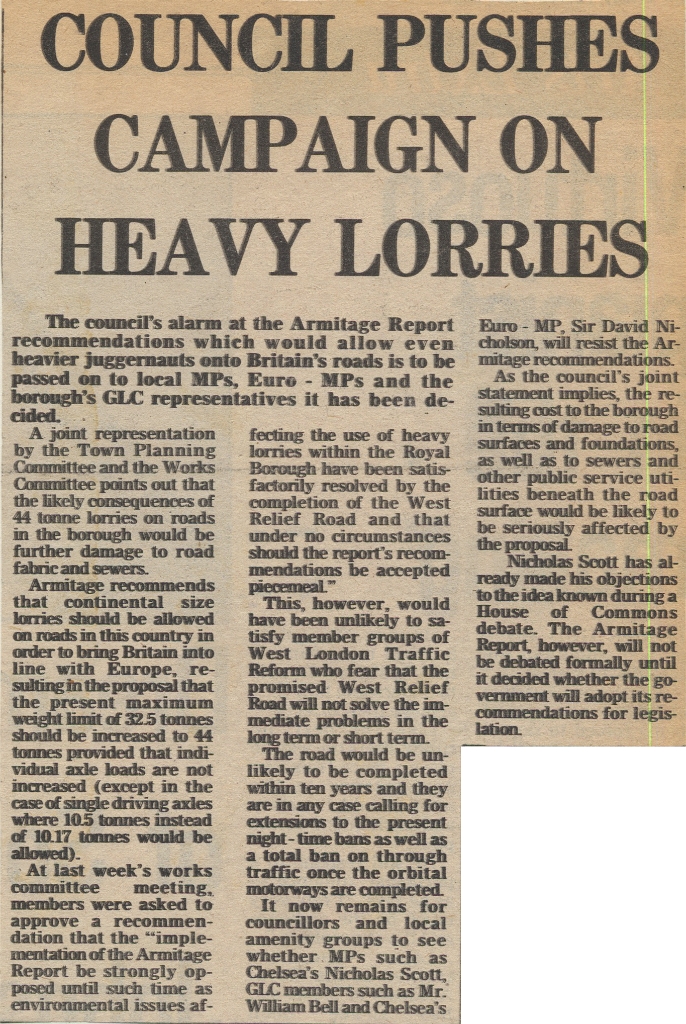 COUNCIL PUSHES
CAMPAIGN ON
HEAVY LORRIES
The council's alarm at the Armitage Report
recommendations which would allow even
heavier juggernauts onto Britain's roads is to be
passed on to local MPs, Euro - MPs and the
borough's GLC representatives it has been de-
cided.
A joint representation
by the Town Planning
Committee and the Works
Committee points out that
the likely consequences of
44 tonne lorries on roads
in the borough would be
further damage to road
fabric and sewers.
Armitage recommends
that continental size
lorries should be allowed
on roads in this country in
order to bring Britain into
line with Europe, re-
sulting in the proposal that
the present maximum
weight limit of 32.5 tonnes
should be increased to 44
tonnes provided that indi-
vidual axle loads are not
increased (except in the
case of single driving axles
where 10.5 tonnes instead
of 10.17 tonnes would be
allowed).
At last week's works
committee meeting,
members were asked to
approve a recommen-
dation that the "imple-
mentation of the Armitage
Report be strongly op-
posed until such time as
environmental issues af-
fecting the use of heavy
lorries within the Royal
Borough have been satis-
factorily resolved by the
completion of the West
Relief Road and that
under no circumstances
should the report's recom-
mendations be accepted
piecemeal."
This, however, would
have been unlikely to sa-
tisfy member groups of
West London Traffic
Reform who fear that the
promised West Relief
Road will not solve the im-
mediate problems in the
long term or short term.
The road would be un-
likely to be completed
within ten years and they
are in any case calling for
extensions to the present
night - time bans as well as
a total ban on through
traffic once the orbital
motorways are completed.
It now remains for
councillors and local
amenity groups to see
whether MPs such as
Chelsea's Nicholas Scott,
GLC members such as Mr.
William Bell and Chelsea's
Euro - MP, Sir David Ni-
cholson, will resist the Ar-
mitage recommendations.
As the council's joint
statement implies, the re-
sulting cost to the borough
in terms of damage to road
surfaces and foundations,
as well as to sewers and
other public service uti-
lities beneath the road
surface would be likely to
be seriously affected by
the proposal.
Nicholas Scott has al-
ready made his objections
to the idea known during a
House of Commons
debate. The Armitage
Report, however, will not
be debated formally until
it decided whether the go-
vernment will adopt its re-
commendations for legis-
lation.